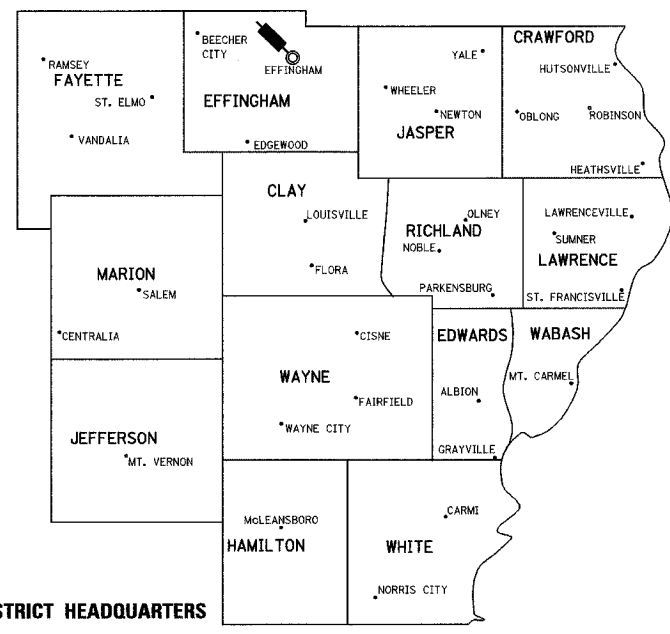 BEECHER
CITY
EFFINGHAM
EFFINGHAM
EDGEWOOD
RAMSEY
FAYETTE
ST. ELMO
VANDALIA
YALE
WHEELER
NEWTON
JASPER
CRAWFORD
HUTSONVILLE
OBLONG
ROBINSON
HEATHSVILLE
CLAY
LOUISVILLE
FLORA
OLNEY
RICHLAND
NOBLE
PARKENSBURG
LAWRENCEVILLE
SUMNER
LAWRENCE
ST. FRANCISVILLE
MARION
SALEM
CENTRALIA
CISNE
WAYNE
FAIRFIELD
WAYNE CITY
EDWARDS
ALBION
GRAYVILLE
WABASH
MT. CARMEL
JEFFERSON
MT. VERNON
McLEANSBORO
HAMILTON
CARMI
WHITE
NORRIS CITY
STRICT HEADQUARTERS